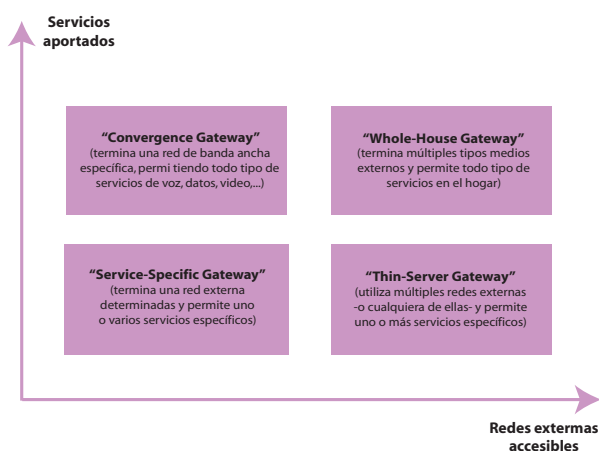 Servicios
aportados
“Convergence Gateway”
(termina una red de banda ancha
específica, permi tiendo todo tipo de
servicios de voz, datos, video,...)
“Whole-House Gateway”
(termina múltiples tipos medios
externos y permite todo tipo de
servicios en el hogar)
“Service-Specific Gateway”
(termina una red externa
determinadas y permite uno
o varios servicios específicos)
“Thin-Server Gateway”
(utiliza múltiples redes externas
-o cualquiera de ellas- y permite
uno o más servicios específicos)
Redes extermas
accesibles